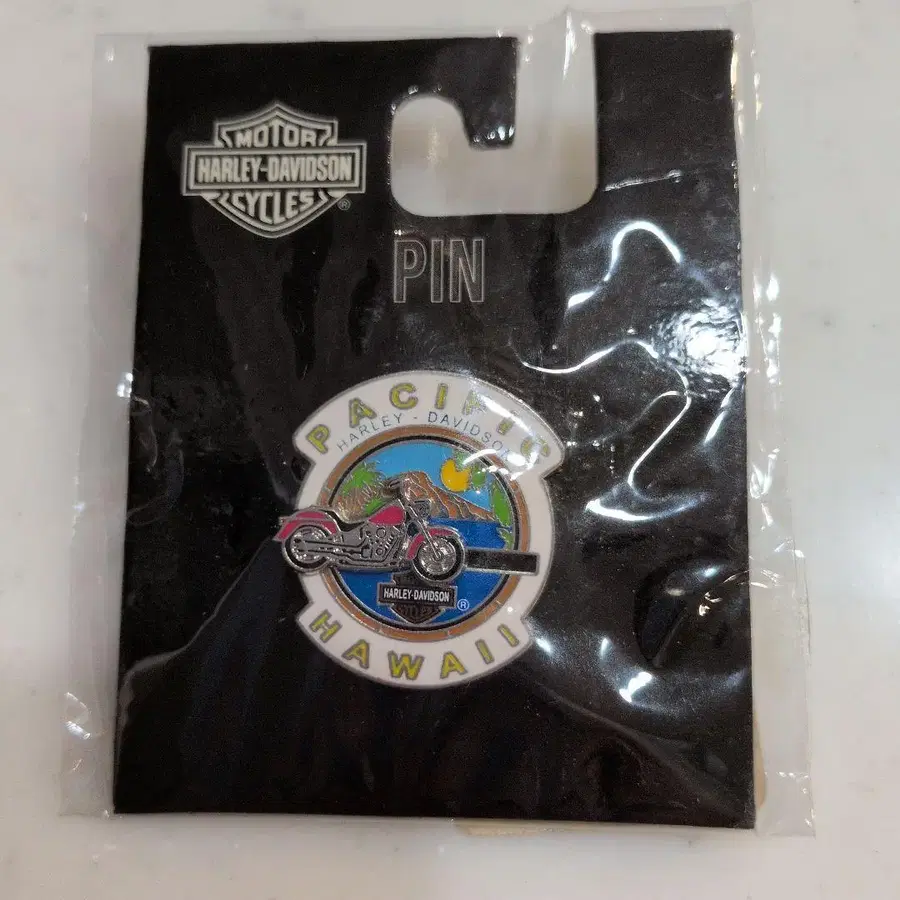 MOTOR
HARLEY-DAVIDSON
CYCLES®
PIN
PACIFIC
HARLEY - DAVIDSON
HARLEY-DAVIDSON
®
HAWAII